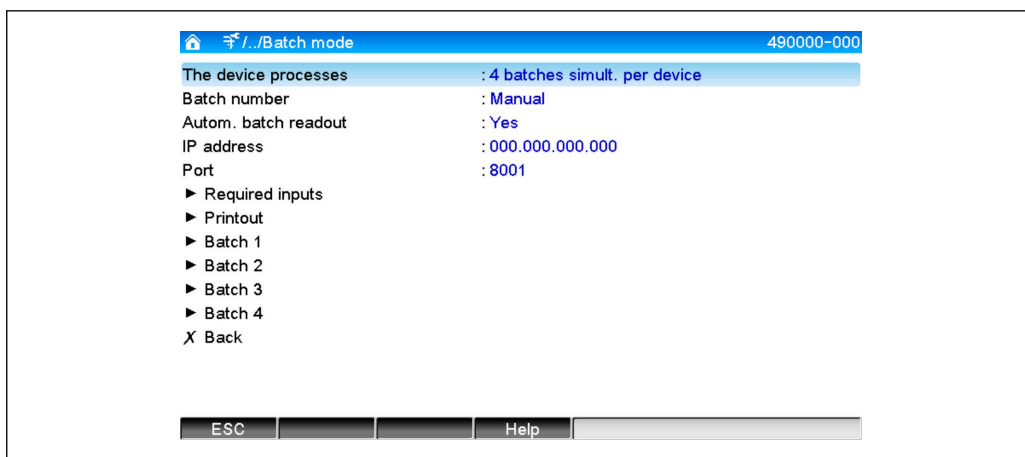 /../Batch mode 490000-000
The device processes : 4 batches simult. per device
Batch number : Manual
Autom. batch readout : Yes
IP address : 000.000.000.000
Port : 8001
► Required inputs
► Printout
► Batch 1
► Batch 2
► Batch 3
► Batch 4
X Back
ESC Help